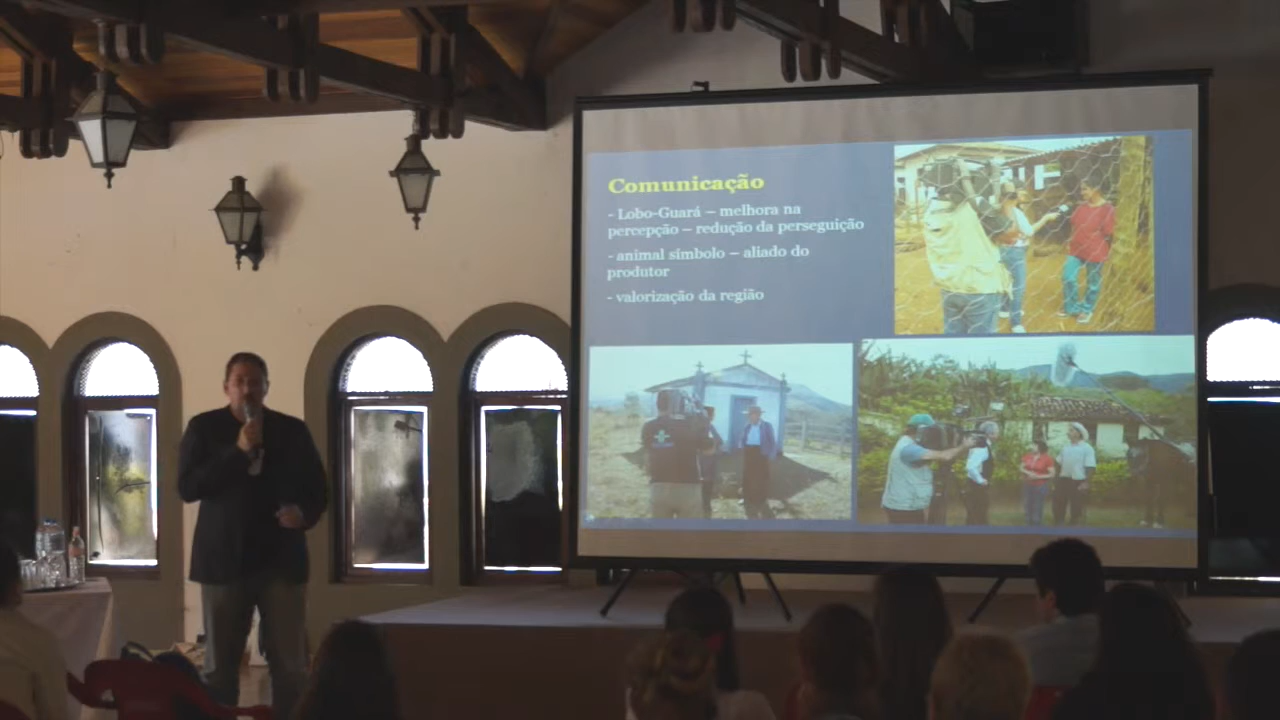 Comunicação
- Lobo-Guará – melhora na
percepção – redução da perseguição
- animal símbolo – aliado do
produtor
- valorização da região